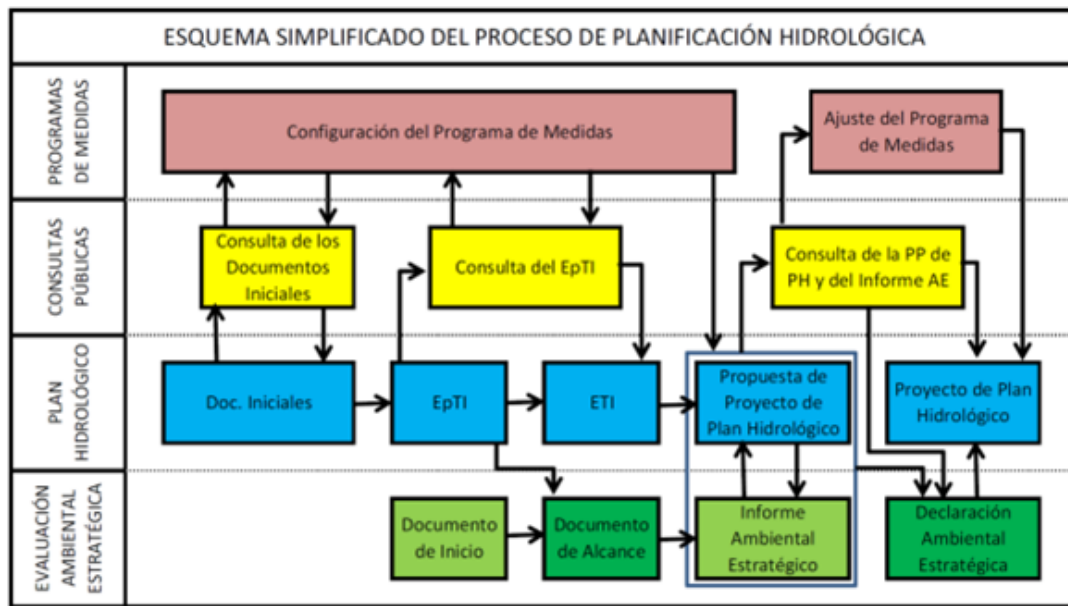 ESQUEMA SIMPLIFICADO DEL PROCESO DE PLANIFICACIÓN HIDROLÓGICA
PROGRAMAS
DE MEDIDAS
Configuración del Programa de Medidas
Ajuste del Programa
de Medidas
CONSULTAS
PÚBLICAS
Consulta de los
Documentos
Iniciales
Consulta del EpTI
Consulta de la PP de
PH y del Informe AE
PLAN
HIDROLÓGICO
Doc. Iniciales
EpTI
ETI
Propuesta de
Proyecto de
Plan Hidrológico
Proyecto de Plan
Hidrológico
EVALUACIÓN
AMBIENTAL
ESTRATÉGICA
Documento
de Inicio
Documento
de Alcance
Informe
Ambiental
Estratégico
Declaración
Ambiental
Estratégica